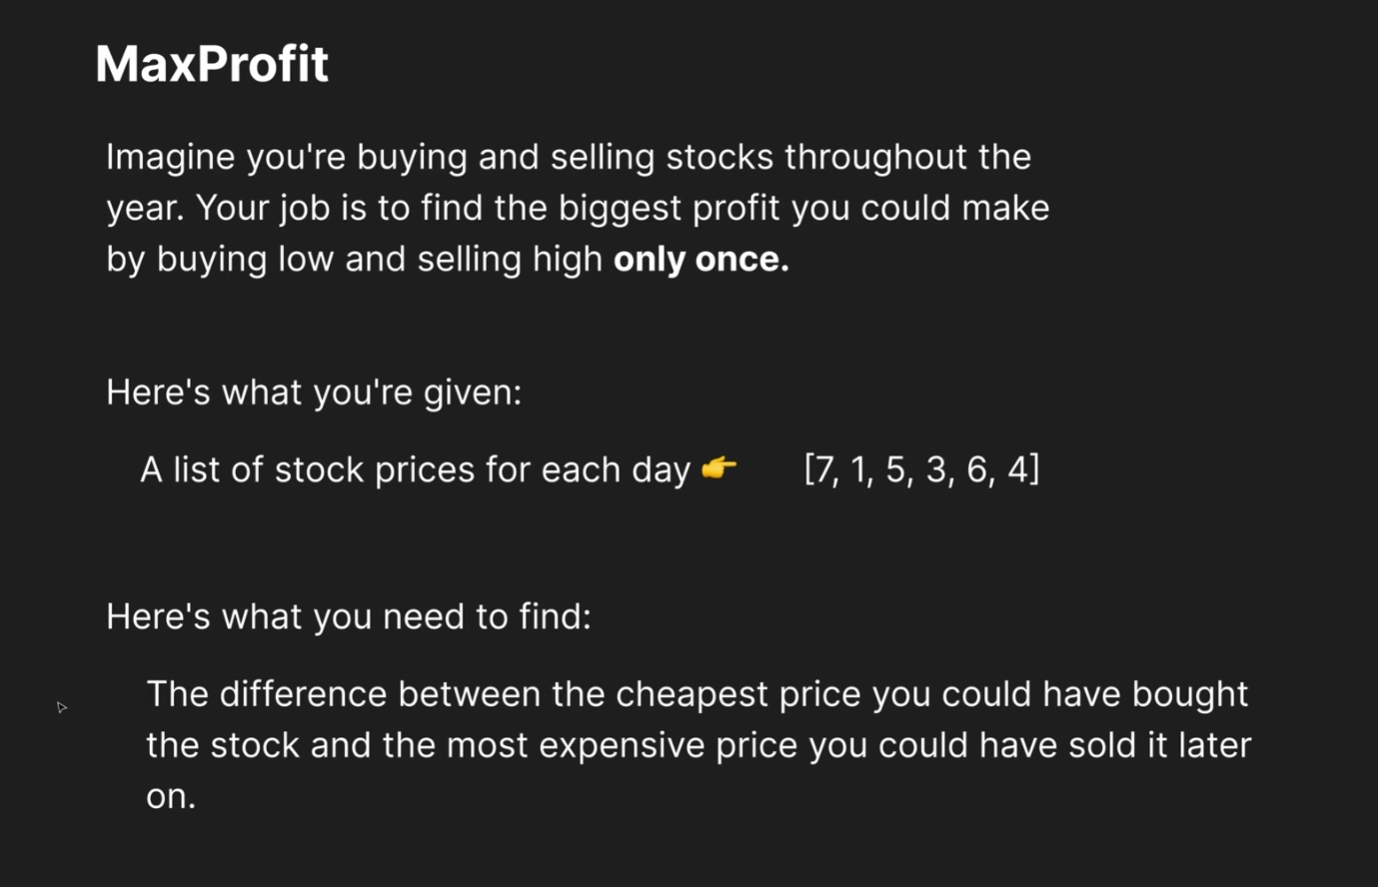 MaxProfit
Imagine you're buying and selling stocks throughout the
year. Your job is to find the biggest profit you could make
by buying low and selling high only once.
Here's what you're given:
A list of stock prices for each day 👉 [7, 1, 5, 3, 6, 4]
Here's what you need to find:
The difference between the cheapest price you could have bought
the stock and the most expensive price you could have sold it later
on.